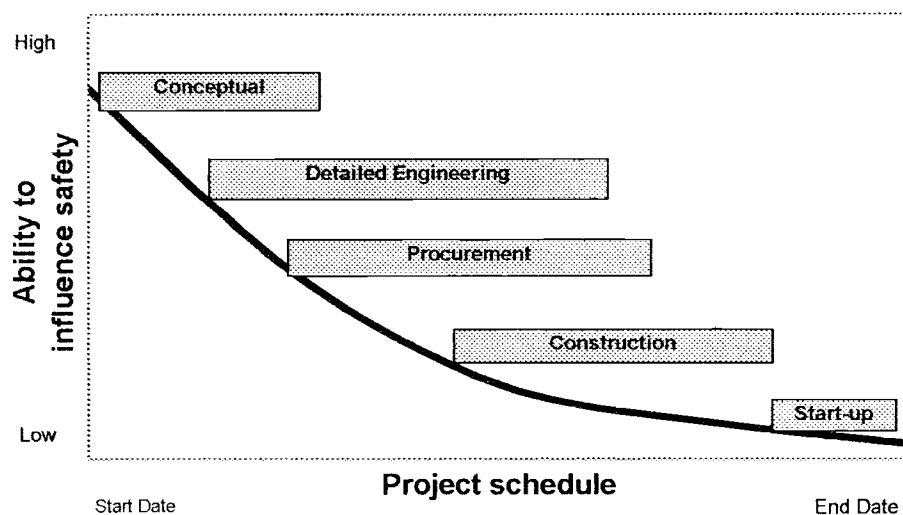 High
Conceptual
Detailed Engineering
Ability to
influence safety
Procurement
Construction
Start-up
Low
Project schedule
Start Date
End Date